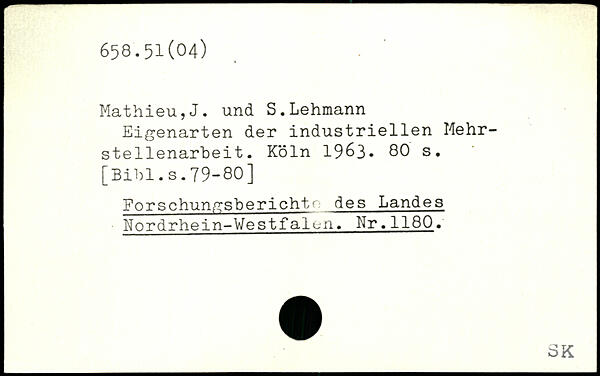 658.51(04)
Mathieu,J. und S.Lehmann
Eigenarten der industriellen Mehr-
stellenarbeit. Köln 1963. 80 s.
[Bibl.s.79-80]
Forschungsberichte des Landes
Nordrhein-Westfalen. Nr.1180.
SK